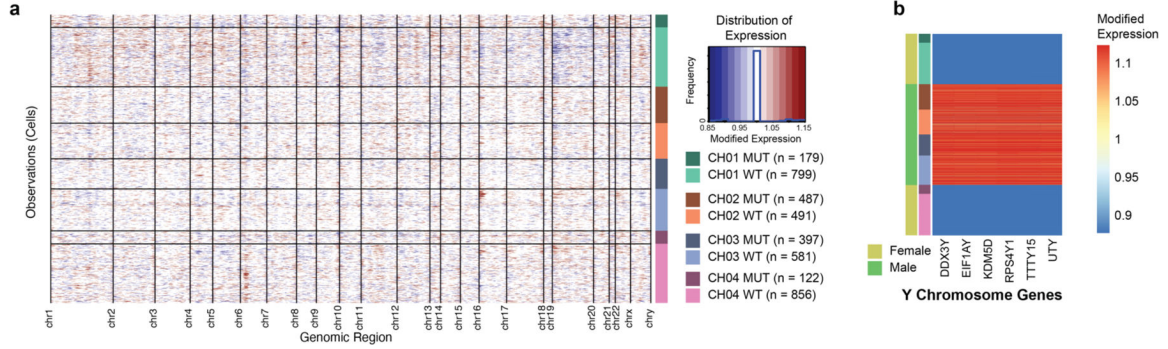 a
Observations (Cells)
chr1
chr2
chr3
chr4
chr5
chr6
chr7
chr8
chr9
chr10
chr11
chr12
chr13
chr14
chr15
chr16
chr17
chr18
chr19
chr20
chr21
chr22
chrx
chry
Genomic Region
Distribution of
Expression
Frequency
0
0.85 0.95 1.05 1.15
Modified Expression
CH01 MUT (n = 179)
CH01 WT (n = 799)
CH02 MUT (n = 487)
CH02 WT (n = 491)
CH03 MUT (n = 397)
CH03 WT (n = 581)
CH04 MUT (n = 122)
CH04 WT (n = 856)
b
Female
Male
DDX3Y
EIF1AY
KDM5D
RPS4Y1
TTTY15
UTY
Y Chromosome Genes
Modified
Expression
1.1
1.05
1
0.95
0.9